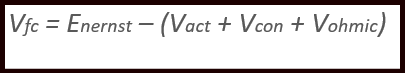 Vfc = Enernst – (Vact + Vcon + Vohmic)